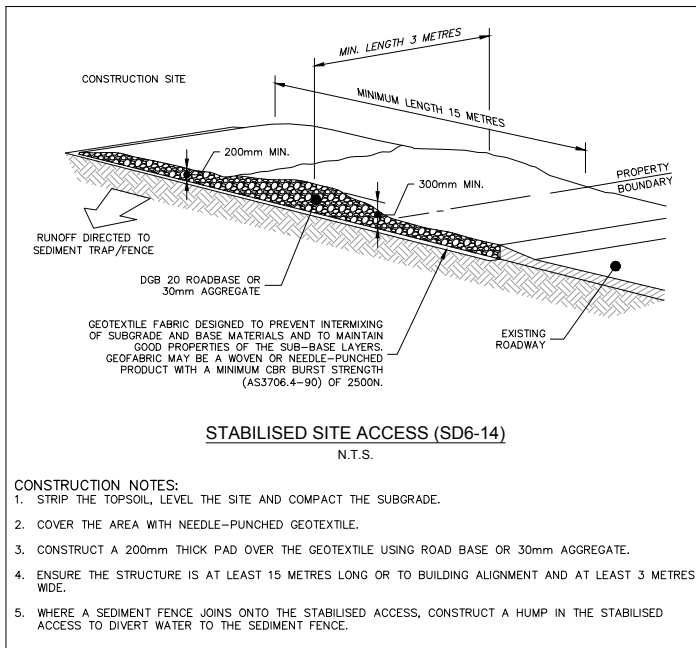 MIN. LENGTH 3 METRES
CONSTRUCTION SITE
MINIMUM LENGTH 15 METRES
200mm MIN.
PROPERTY
BOUNDARY
300mm MIN.
RUNOFF DIRECTED TO
SEDIMENT TRAP/FENCE
DGB 20 ROADBASE OR
30mm AGGREGATE
GEOTEXTILE FABRIC DESIGNED TO PREVENT INTERMIXING
OF SUBGRADE AND BASE MATERIALS AND TO MAINTAIN
GOOD PROPERTIES OF THE SUB-BASE LAYERS.
GEOFABRIC MAY BE A WOVEN OR NEEDLE-PUNCHED
PRODUCT WITH A MINIMUM CBR BURST STRENGTH
(AS3706.4-90) OF 2500N.
EXISTING
ROADWAY
STABILISED SITE ACCESS (SD6-14)
N.T.S.
CONSTRUCTION NOTES:
1. STRIP THE TOPSOIL, LEVEL THE SITE AND COMPACT THE SUBGRADE.
2. COVER THE AREA WITH NEEDLE-PUNCHED GEOTEXTILE.
3. CONSTRUCT A 200mm THICK PAD OVER THE GEOTEXTILE USING ROAD BASE OR 30mm AGGREGATE.
4. ENSURE THE STRUCTURE IS AT LEAST 15 METRES LONG OR TO BUILDING ALIGNMENT AND AT LEAST 3 METRES
WIDE.
5. WHERE A SEDIMENT FENCE JOINS ONTO THE STABILISED ACCESS, CONSTRUCT A HUMP IN THE STABILISED
ACCESS TO DIVERT WATER TO THE SEDIMENT FENCE.